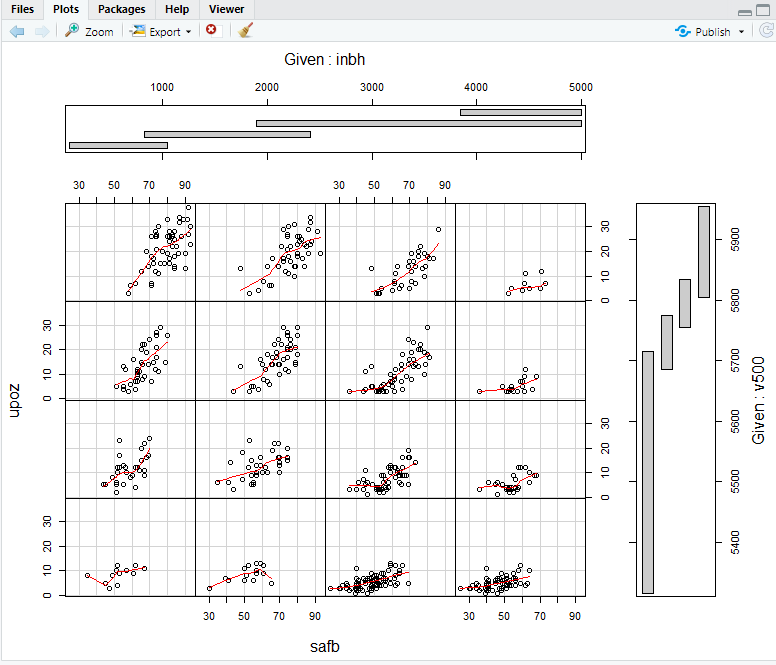 Files Plots Packages Help Viewer
Zoom Export Publish
Given : inbh
1000 2000 3000 4000 5000
30 50 70 90 30 50 70 90
0 10 20 30
0 10 20 30
0 10 20 30
0 10 20 30
30 50 70 90 30 50 70 90
safb
upoz
5400 5500 5600 5700 5800 5900
Given : v500